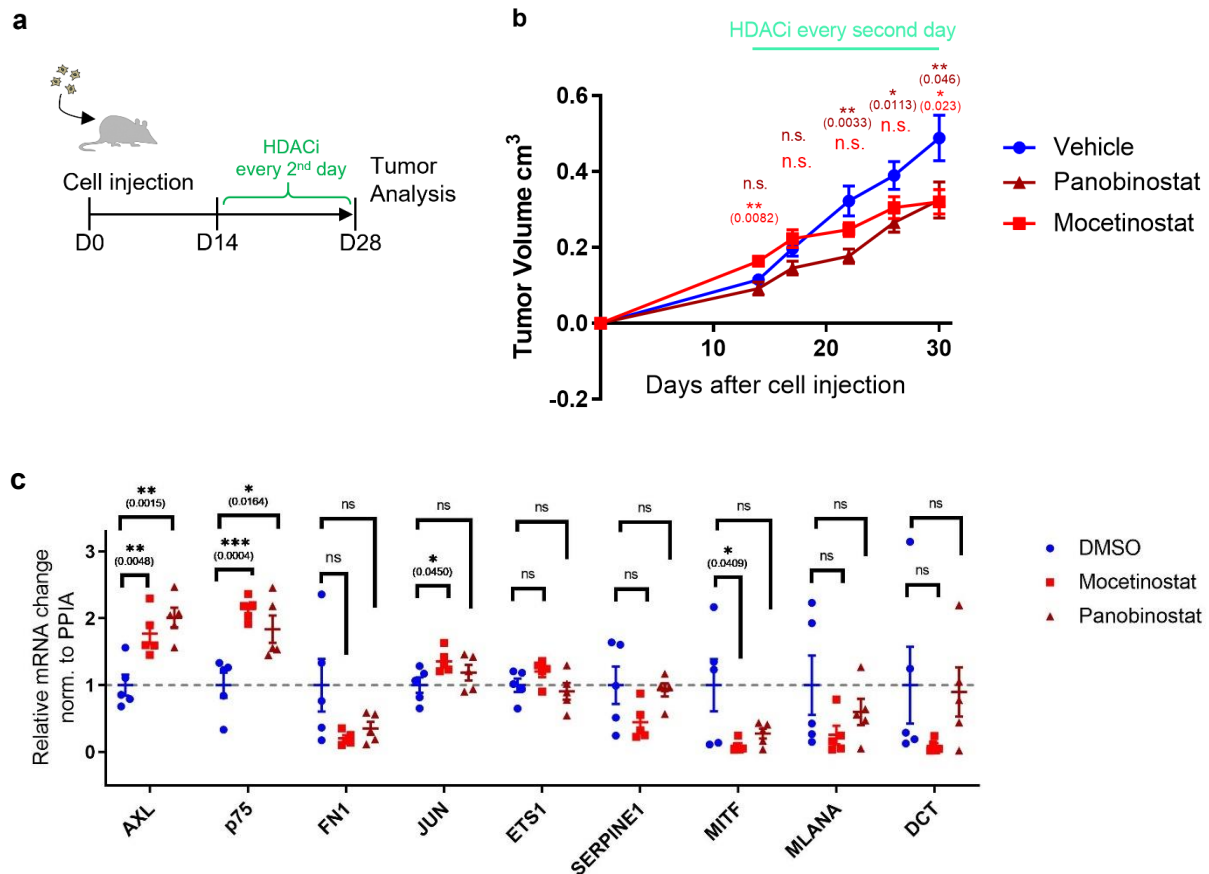 a
HDACi
every 2nd day
Cell injection
Tumor
Analysis
D0
D14
D28
b
HDACi every second day
**
(0.046)
*
(0.023)
*
(0.0113)
n.s.
**
(0.0033)
n.s.
n.s.
n.s.
n.s.
**
(0.0082)
0.6
0.4
0.2
0.0
-0.2
Tumor Volume cm3
10
20
30
Days after cell injection
Vehicle
Panobinostat
Mocetinostat
c
Relative mRNA change
norm. to PPIA
3
2
1
0
**
(0.0015)
**
(0.0048)
*
(0.0164)
***
(0.0004)
ns
ns
ns
*
(0.0450)
ns
ns
ns
ns
ns
*
(0.0409)
ns
ns
ns
ns
AXL
p75
FN1
JUN
ETS1
SERPINE1
MITF
MLANA
DCT
DMSO
Mocetinostat
Panobinostat